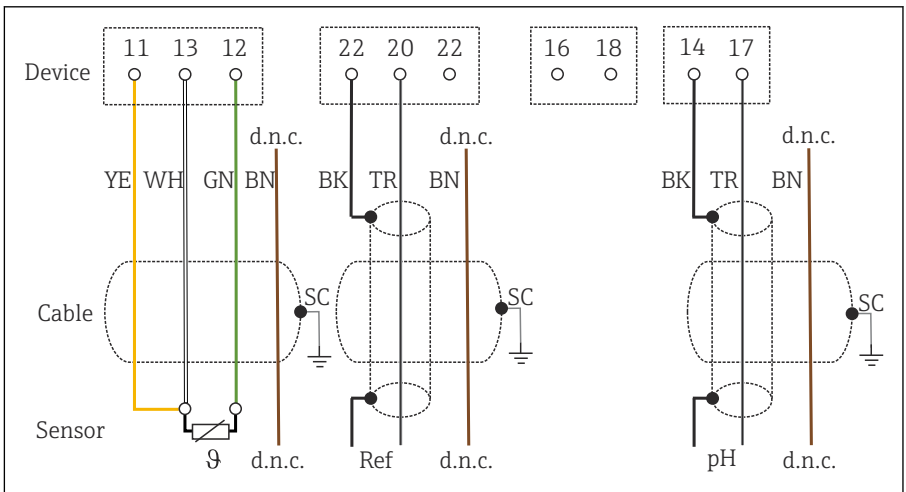 11 13 12 22 20 22 16 18 14 17
Device
d.n.c. d.n.c. d.n.c.
YE WH GN BN BK TR BN BK TR BN
SC SC SC
Cable
Sensor
ϑ d.n.c. Ref d.n.c. pH d.n.c.